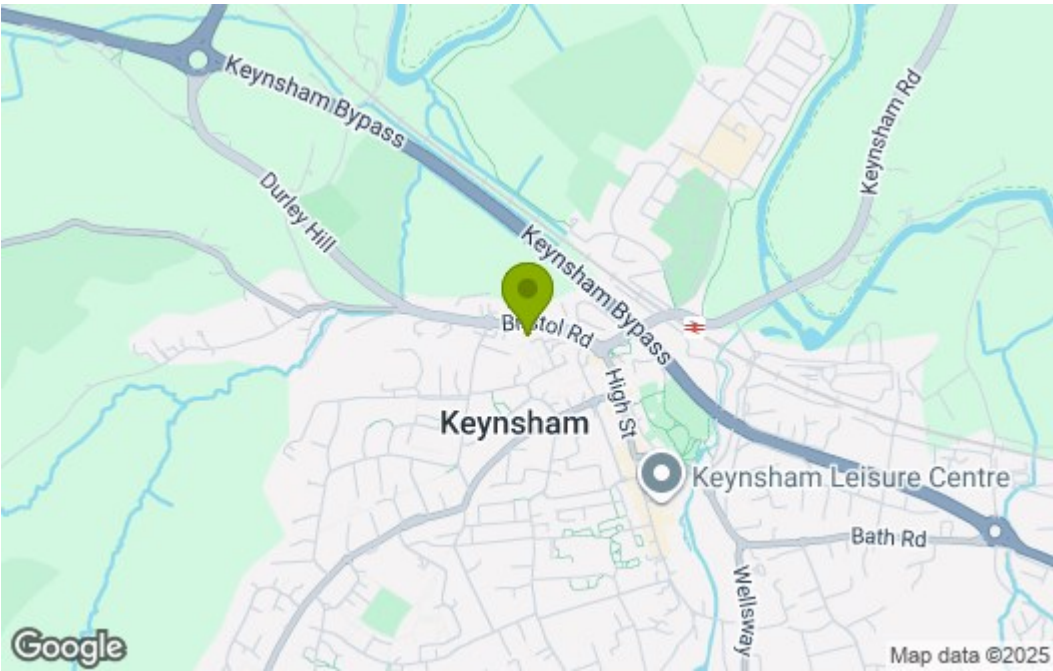 Keynsham Bypass
Keynsham Rd
Durley Hill
Keynsham Bypass
Bristol Rd
High St
Keynsham
Keynsham Leisure Centre
Bath Rd
Wellsway
Google
Map data ©2025